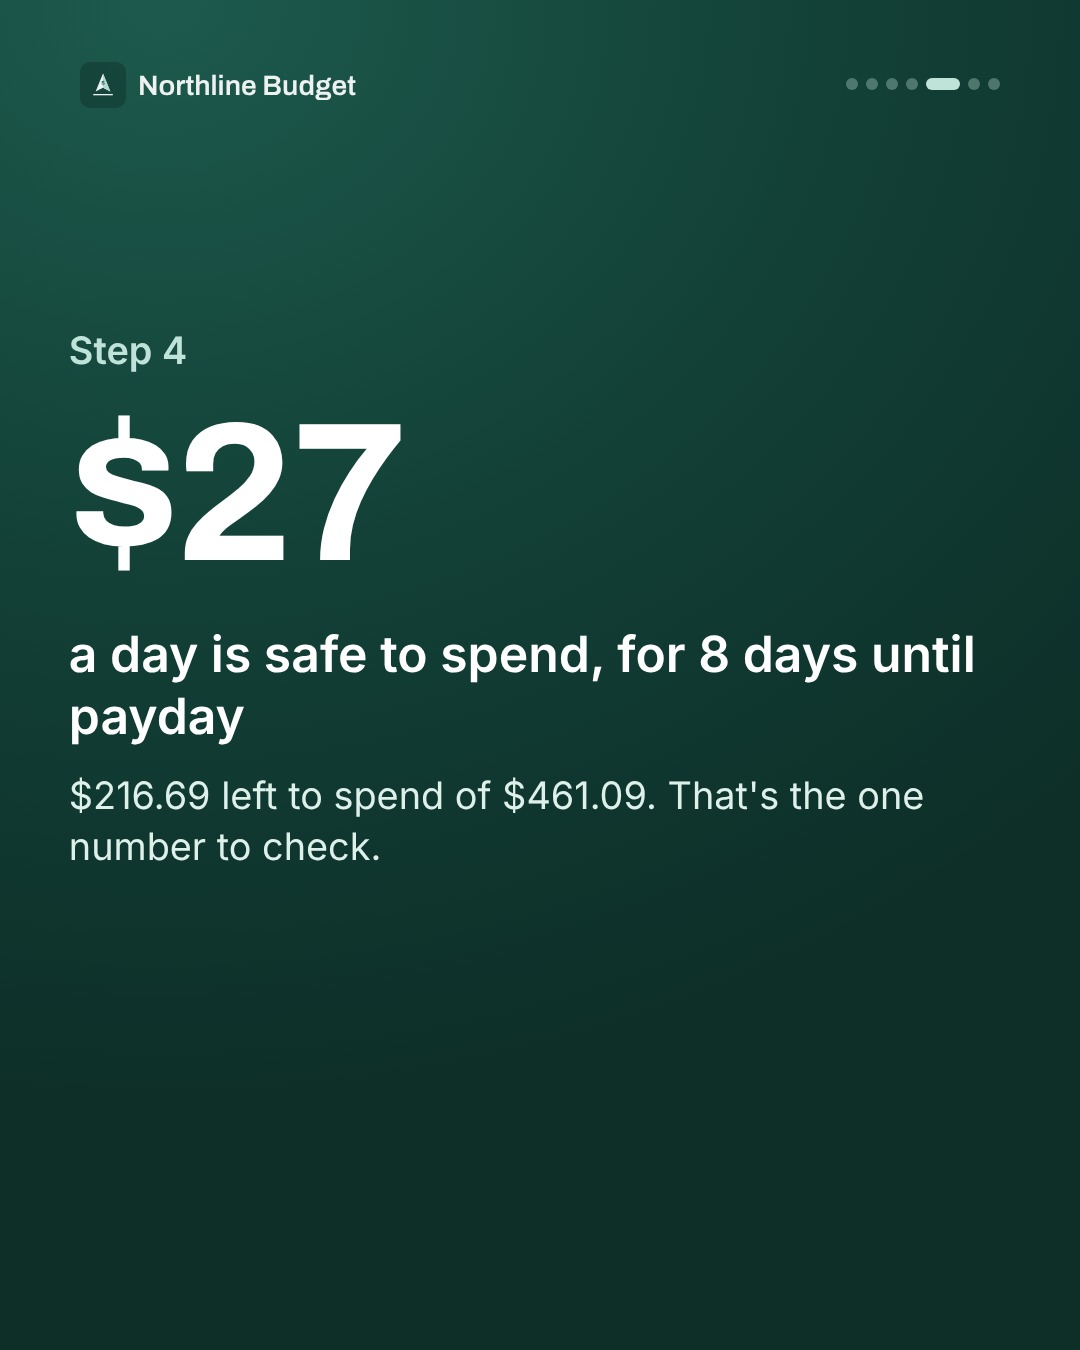 Northline Budget
Step 4
$27
a day is safe to spend, for 8 days until
payday
$216.69 left to spend of $461.09. That's the one
number to check.